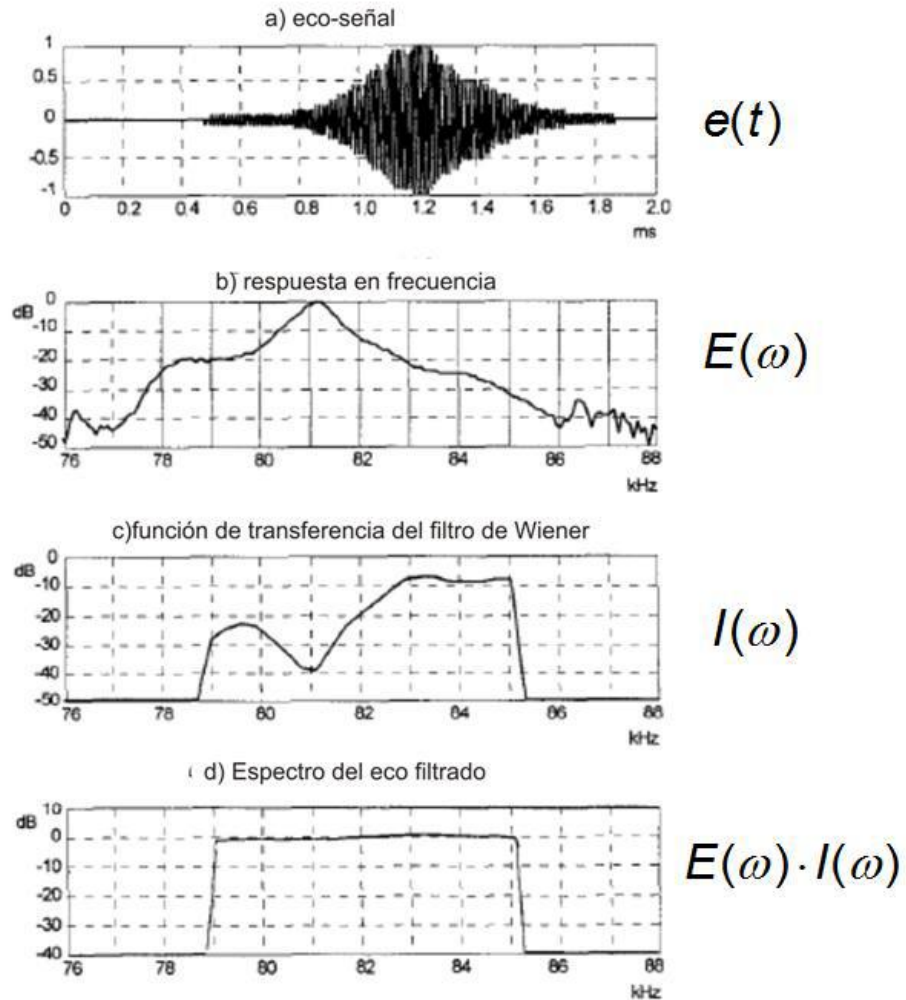 a) eco-señal
1
0.5
0
-0.5
-1
0 0.2 0.4 0.6 0.8 1.0 1.2 1.4 1.6 1.8 2.0
ms
e(t)
b) respuesta en frecuencia
dB
0
-10
-20
-30
-40
-50
76 78 80 82 84 86 88
kHz
E(ω)
c)función de transferencia del filtro de Wiener
dB
0
-10
-20
-30
-40
-50
76 78 80 82 84 86 88
kHz
I(ω)
d) Espectro del eco filtrado
dB
10
0
-10
-20
-30
-40
76 78 80 82 84 86 88
kHz
E(ω)·I(ω)